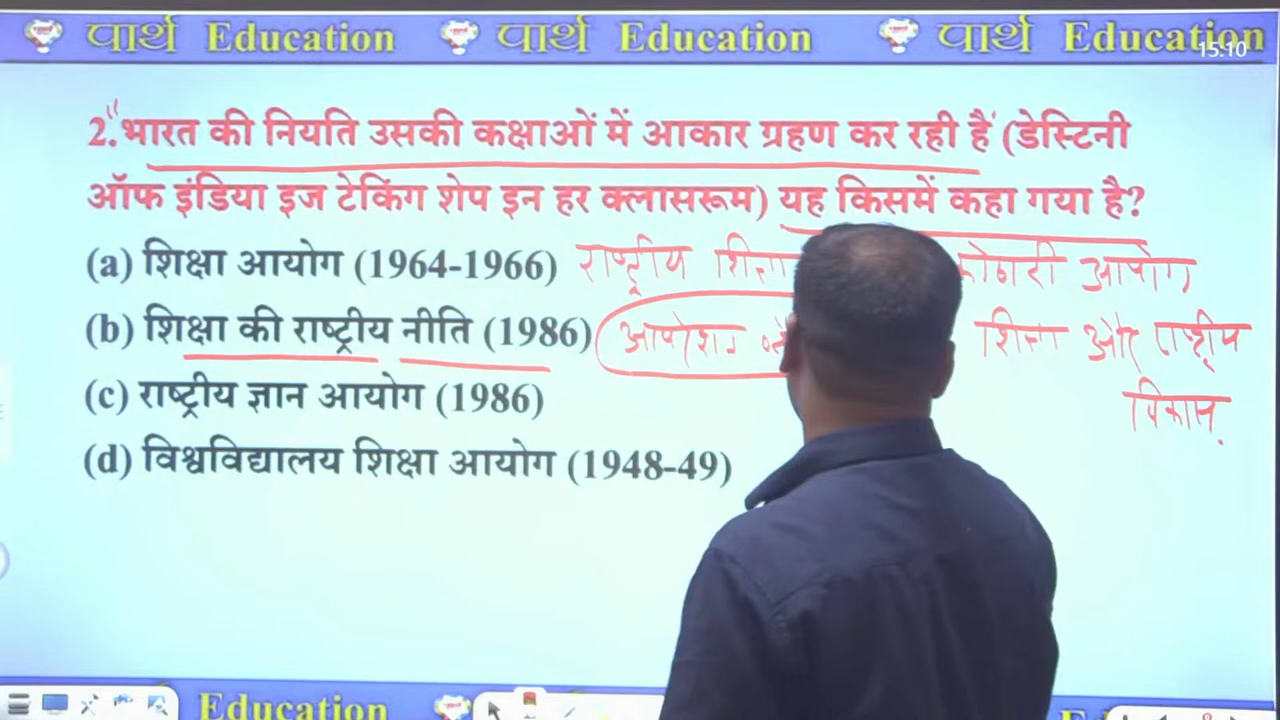 पार्थ Education पार्थ Education पार्थ Education
15:10
2. "भारत की नियति उसकी कक्षाओं में आकार ग्रहण कर रही है' (डेस्टिनी
ऑफ इंडिया इज टेकिंग शेप इन हर क्लासरूम) यह किसमें कहा गया है?
(a) शिक्षा आयोग (1964-1966) राष्ट्रीय आयोग
(b) शिक्षा की राष्ट्रीय नीति (1986) शिक्षा और राष्ट्रीय
विकास
(c) राष्ट्रीय ज्ञान आयोग (1986)
(d) विश्वविद्यालय शिक्षा आयोग (1948-49)
Education